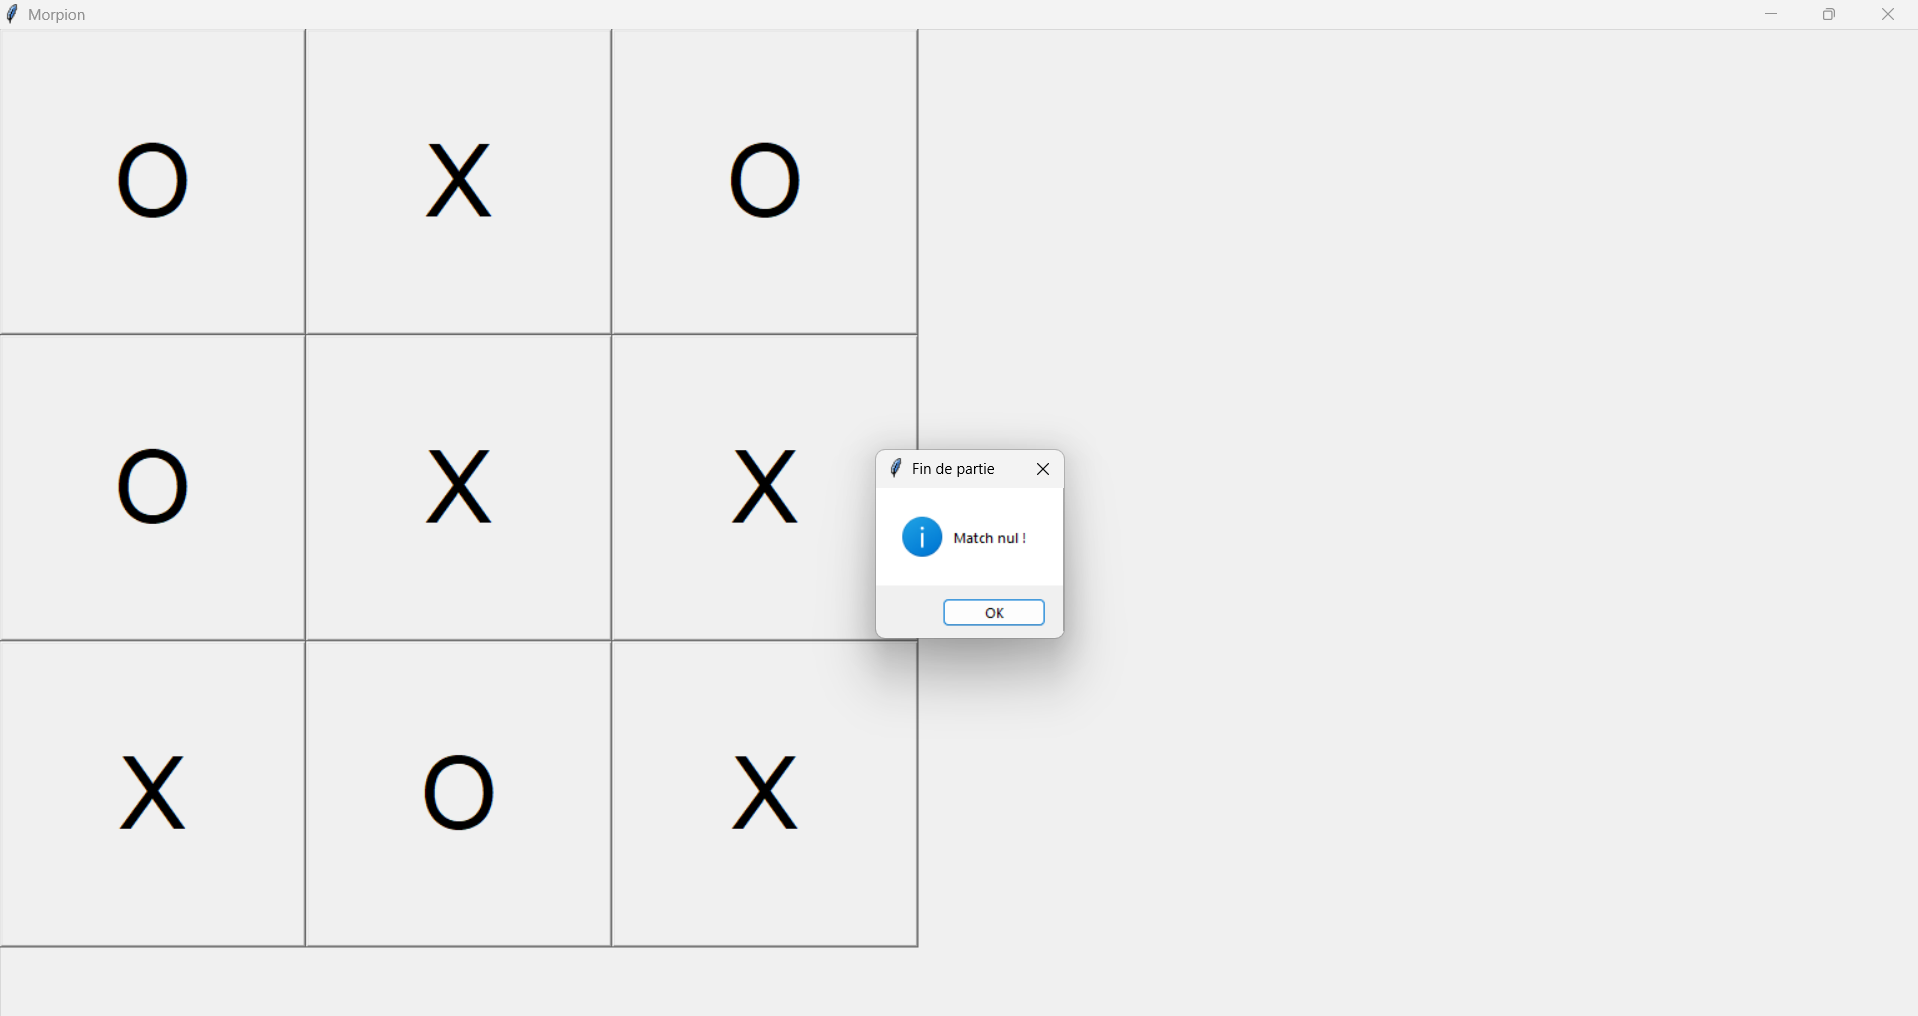 Morpion
O X O
O X X
Fin de partie
Match nul !
OK
X O X